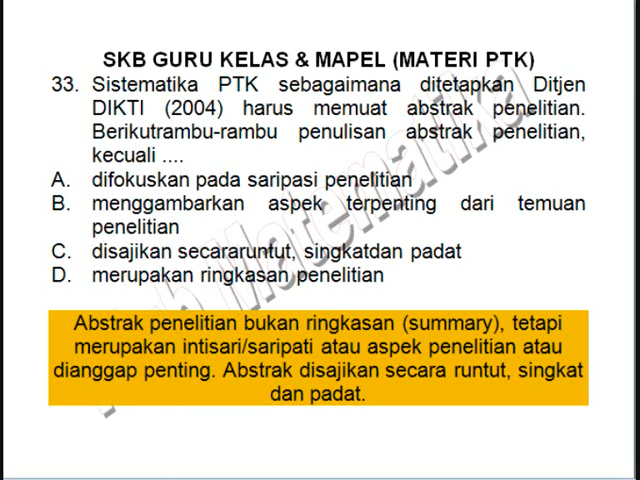 SKB GURU KELAS & MAPEL (MATERI PTK)
33. Sistematika PTK sebagaimana ditetapkan Ditjen
DIKTI (2004) harus memuat abstrak penelitian.
Berikutrambu-rambu penulisan abstrak penelitian,
kecuali ....
A. difokuskan pada saripasi penelitian
B. menggambarkan aspek terpenting dari temuan
penelitian
C. disajikan secararuntut, singkatdan padat
D. merupakan ringkasan penelitian
Abstrak penelitian bukan ringkasan (summary), tetapi
merupakan intisari/saripati atau aspek penelitian atau
dianggap penting. Abstrak disajikan secara runtut, singkat
dan padat.
Matematika